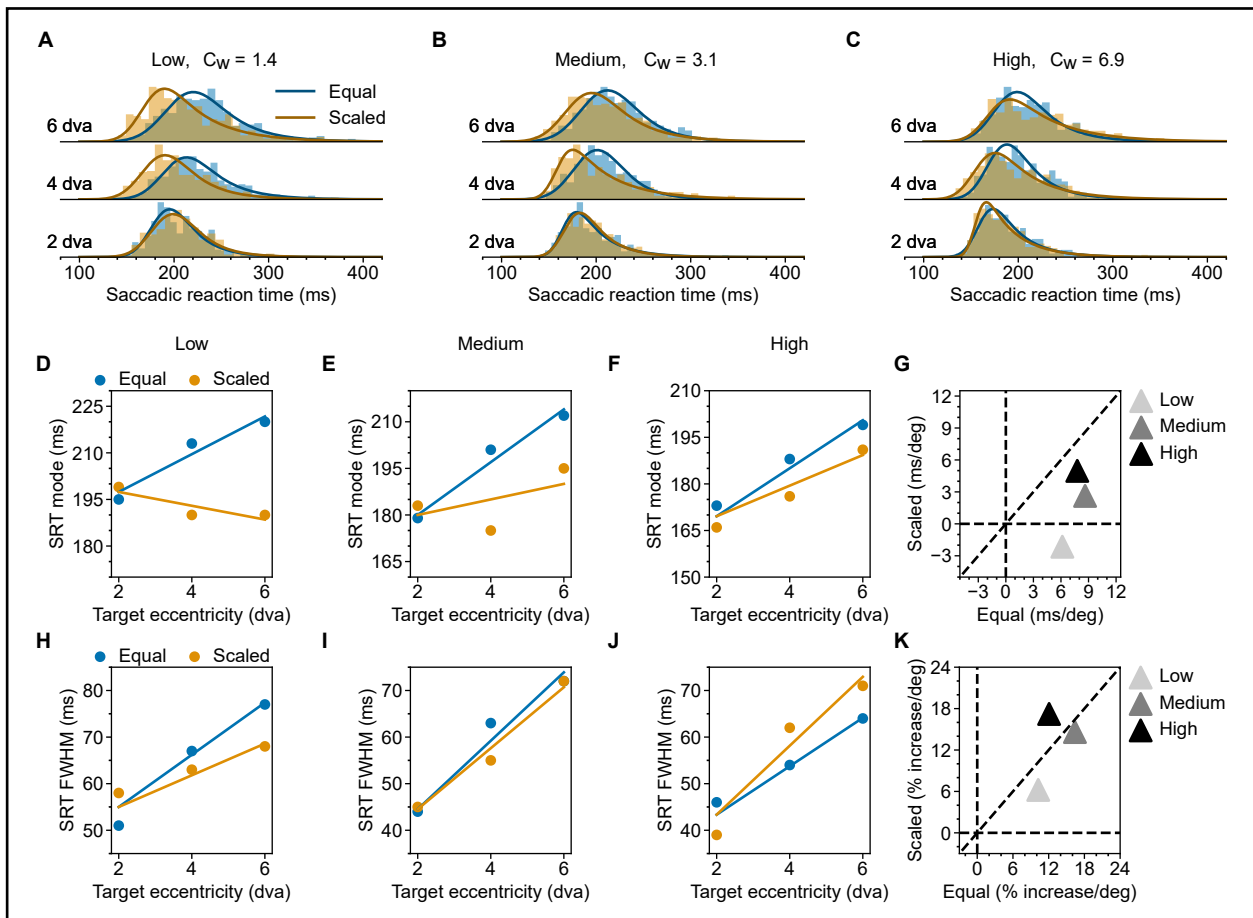 A
Low, C_W = 1.4
Equal
Scaled
6 dva
4 dva
2 dva
100 200 300 400
Saccadic reaction time (ms)
B
Medium, C_W = 3.1
6 dva
4 dva
2 dva
100 200 300 400
Saccadic reaction time (ms)
C
High, C_W = 6.9
6 dva
4 dva
2 dva
100 200 300 400
Saccadic reaction time (ms)
Low
D
Equal Scaled
SRT mode (ms)
225
210
195
180
2 4 6
Target eccentricity (dva)
Medium
E
SRT mode (ms)
210
195
180
165
2 4 6
Target eccentricity (dva)
High
F
SRT mode (ms)
210
190
170
150
2 4 6
Target eccentricity (dva)
G
Scaled (ms/deg)
12
9
6
3
0
−3
−3 0 3 6 9 12
Equal (ms/deg)
Low
Medium
High
H
Equal Scaled
SRT FWHM (ms)
80
70
60
50
2 4 6
Target eccentricity (dva)
I
SRT FWHM (ms)
70
60
50
40
2 4 6
Target eccentricity (dva)
J
SRT FWHM (ms)
70
60
50
40
2 4 6
Target eccentricity (dva)
K
Scaled (% increase/deg)
24
18
12
6
0
0 6 12 18 24
Equal (% increase/deg)
Low
Medium
High